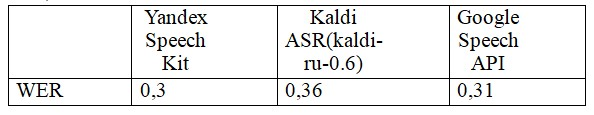 Yandex Speech Kit
Kaldi ASR(kaldi-ru-0.6)
Google Speech API
WER 0,3 0,36 0,31